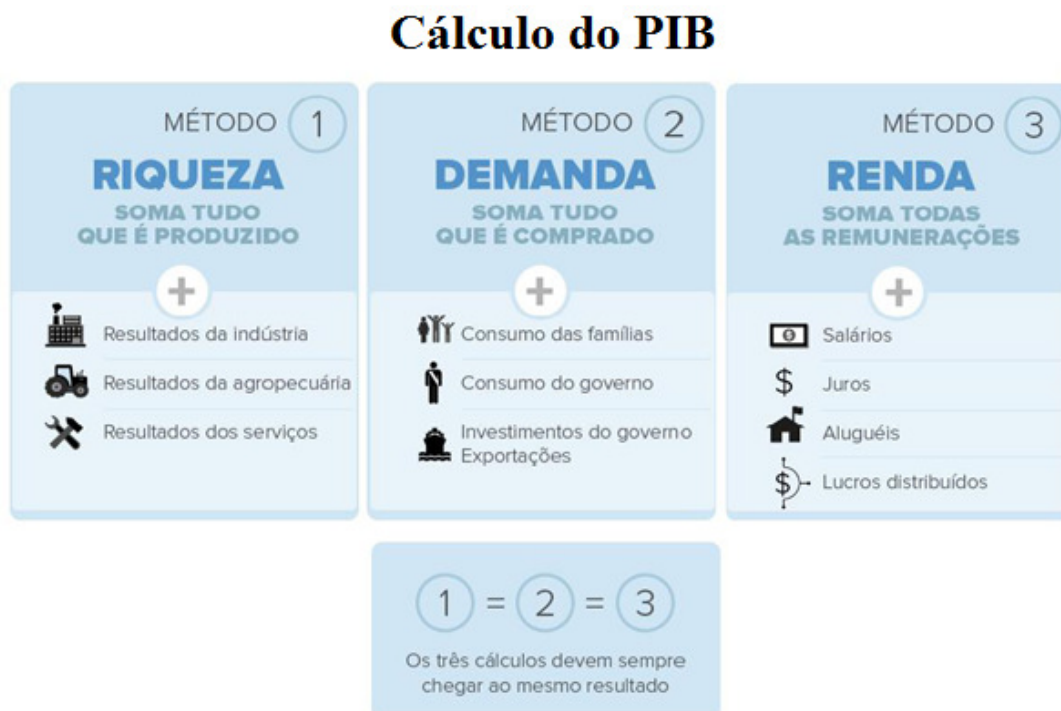 Cálculo do PIB
MÉTODO 1
RIQUEZA
SOMA TUDO
QUE É PRODUZIDO
+
Resultados da indústria
Resultados da agropecuária
Resultados dos serviços
MÉTODO 2
DEMANDA
SOMA TUDO
QUE É COMPRADO
+
Consumo das famílias
Consumo do governo
Investimentos do governo
Exportações
MÉTODO 3
RENDA
SOMA TODAS
AS REMUNERAÇÕES
+
Salários
$ Juros
Aluguéis
$ Lucros distribuídos
1 = 2 = 3
Os três cálculos devem sempre
chegar ao mesmo resultado